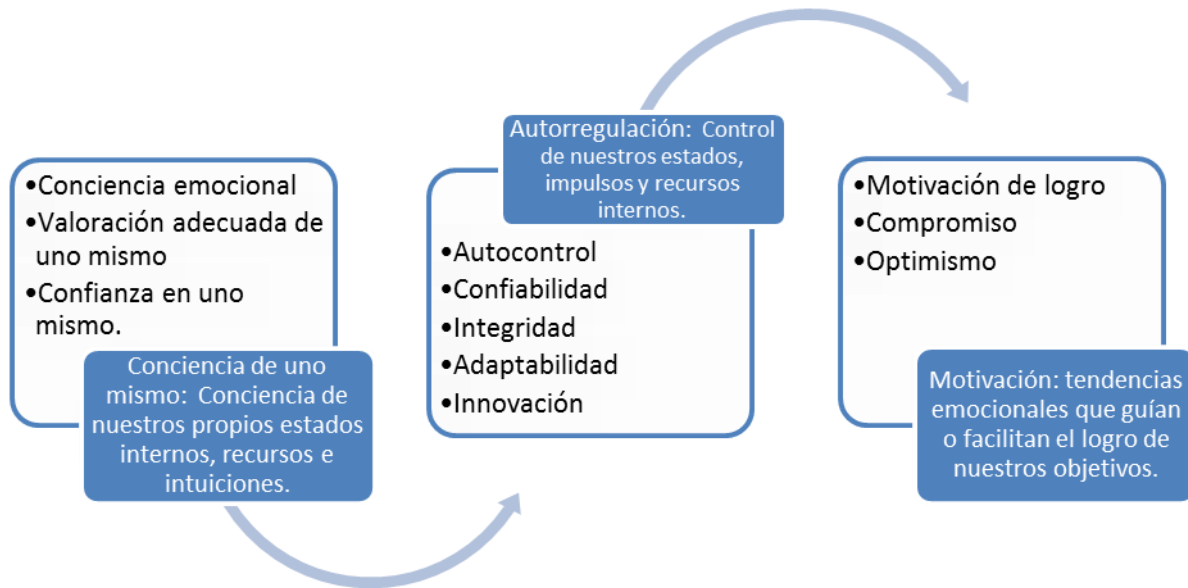 •Conciencia emocional
•Valoración adecuada de
uno mismo
•Confianza en uno
mismo.
Conciencia de uno
mismo: Conciencia de
nuestros propios estados
internos, recursos e
intuiciones.
Autorregulación: Control
de nuestros estados,
impulsos y recursos
internos.
•Autocontrol
•Confiabilidad
•Integridad
•Adaptabilidad
•Innovación
•Motivación de logro
•Compromiso
•Optimismo
Motivación: tendencias
emocionales que guían
o facilitan el logro de
nuestros objetivos.